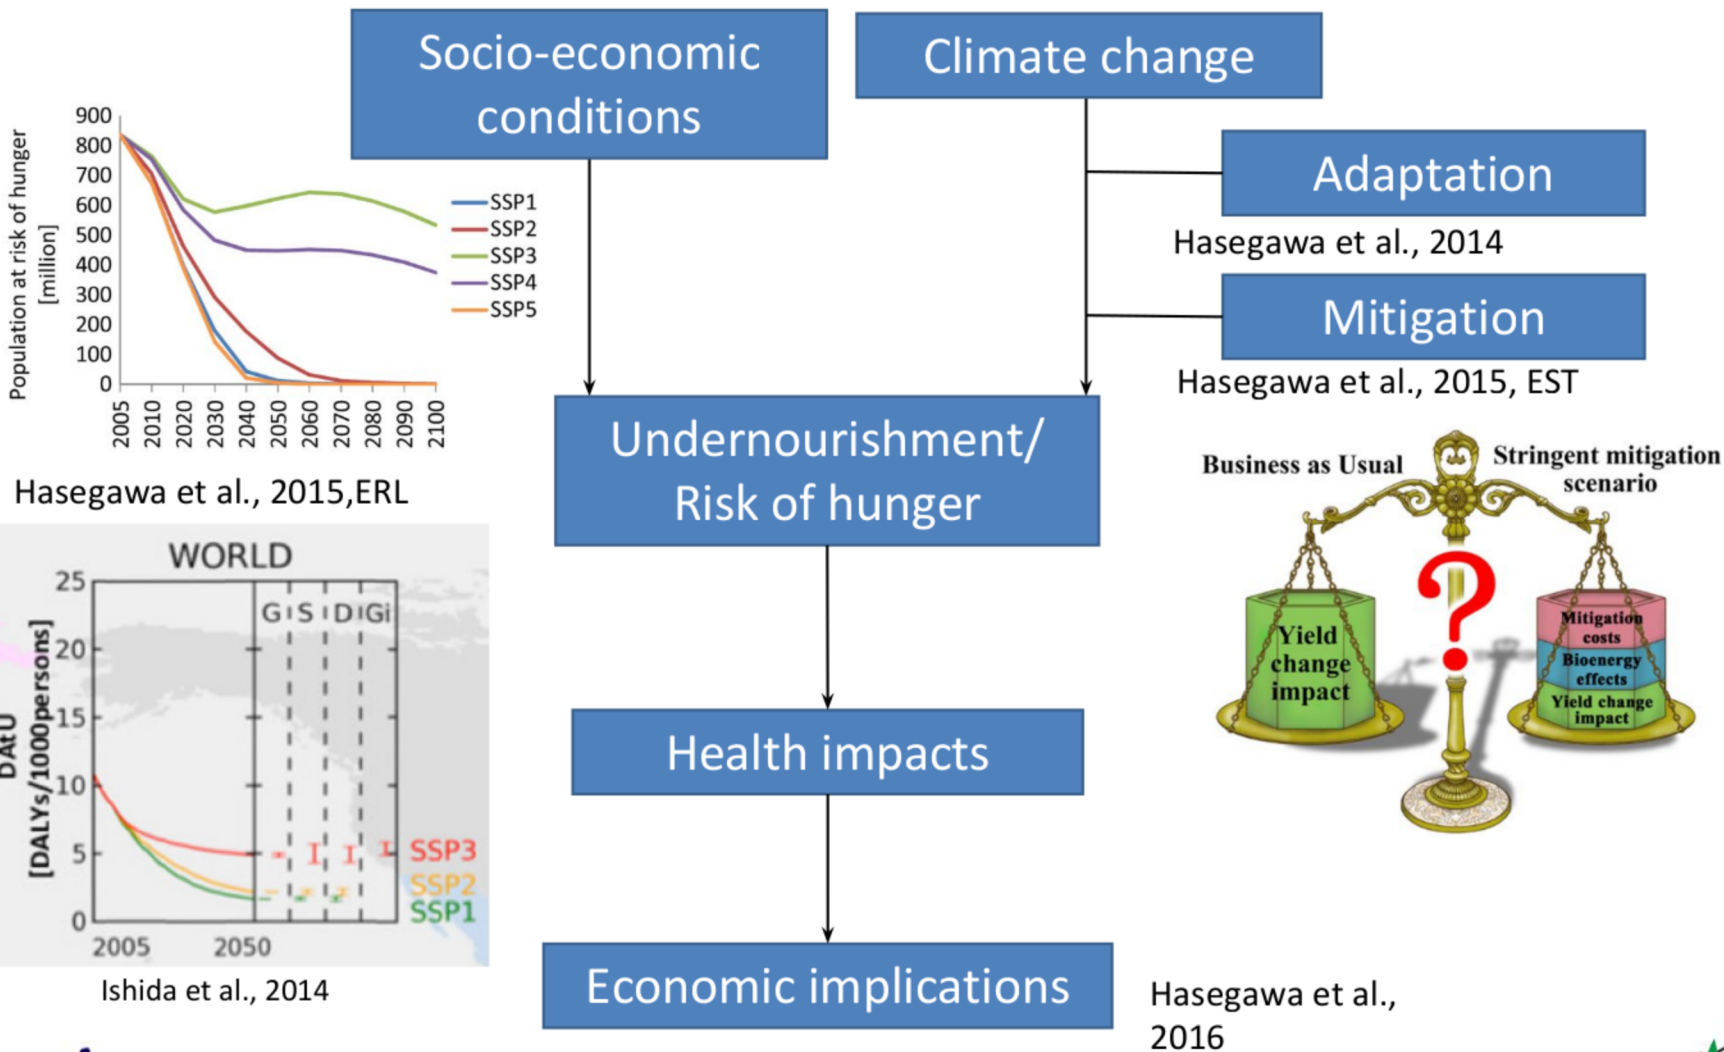 Socio-economic
conditions
Climate change
Adaptation
Hasegawa et al., 2014
Mitigation
Hasegawa et al., 2015, EST
Population at risk of hunger
[million]
900
800
700
600
500
400
300
200
100
0
2005
2010
2020
2030
2040
2050
2060
2070
2080
2090
2100
SSP1
SSP2
SSP3
SSP4
SSP5
Hasegawa et al., 2015,ERL
Undernourishment/
Risk of hunger
Business as Usual
Stringent mitigation
scenario
?
Yield
change
impact
Mitigation
costs
Bioenergy
effects
Yield change
impact
WORLD
DAtU
[DALYs/1000persons]
25
20
15
10
5
0
G S D Gi
SSP3
SSP2
SSP1
2005 2050
Ishida et al., 2014
Health impacts
Economic implications
Hasegawa et al.,
2016